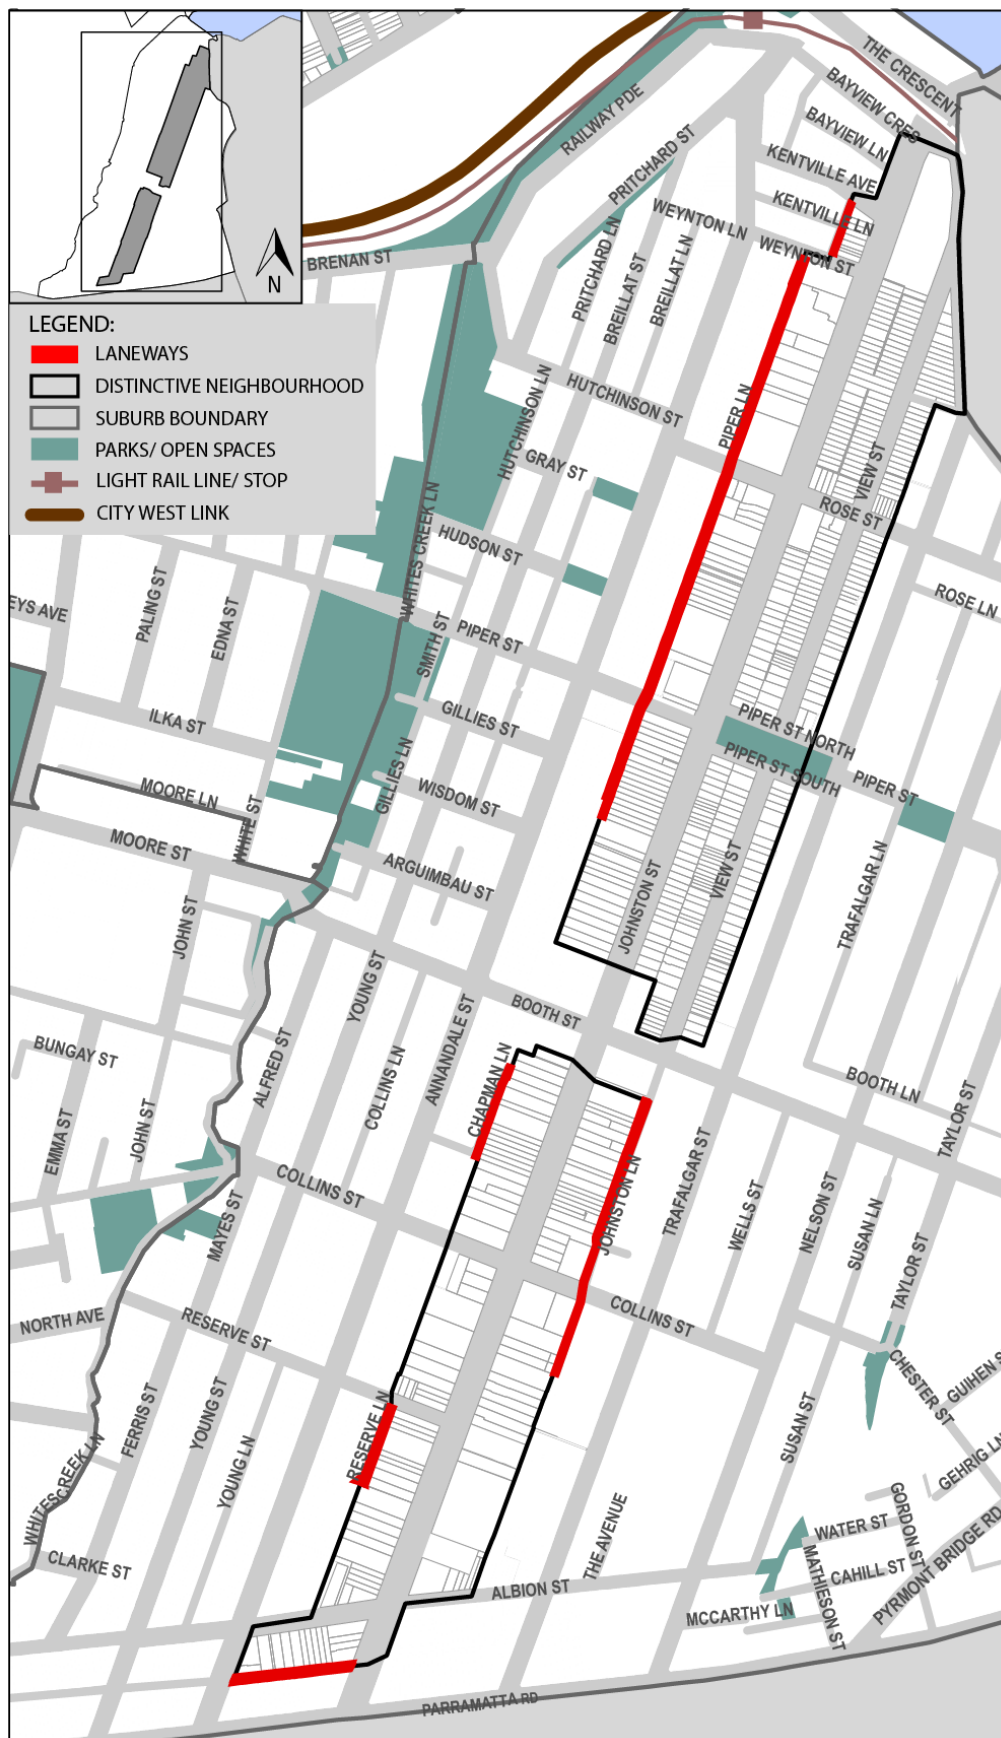 N
LEGEND:
LANEWAYS
DISTINCTIVE NEIGHBOURHOOD
SUBURB BOUNDARY
PARKS/ OPEN SPACES
LIGHT RAIL LINE/ STOP
CITY WEST LINK
THE CRESCENT
BAYVIEW CRES
BAYVIEW LN
RAILWAY PDE
PRITCHARD ST
KENTVILLE AVE
KENTVILLE LN
WEYNTON LN
WEYNTON ST
BRENAN ST
PRITCHARD LN
BREILLAT ST
BREILLAT LN
HUTCHINSON ST
HUTCHINSON LN
PIPER LN
GRAY ST
VIEW ST
ROSE ST
WHITES CREEK LN
HUDSON ST
ROSE LN
EYS AVE
PALING ST
EDNA ST
SMITH ST
PIPER ST
ILKA ST
GILLIES ST
PIPER ST NORTH
PIPER ST SOUTH
PIPER ST
MOORE LN
GILLIES LN
WISDOM ST
MOORE ST
WHITE ST
ARGUIMBAU ST
JOHNSTON ST
VIEW ST
TRAFALGAR LN
JOHN ST
YOUNG ST
ANNANDALE ST
BOOTH ST
BUNGAY ST
ALFRED ST
COLLINS LN
CHAPMAN LN
BOOTH LN
EMMA ST
JOHN ST
TAYLOR ST
COLLINS ST
JOHNSTON LN
TRAFALGAR ST
WELLS ST
NELSON ST
SUSAN LN
MAYES ST
TAYLOR ST
NORTH AVE
RESERVE ST
COLLINS ST
CHESTER ST
GUIHEN S
FERRIS ST
YOUNG ST
YOUNG LN
RESERVE LN
SUSAN ST
GEHRIG LN
WHITES CREEK LN
GORDON ST
CLARKE ST
THE AVENUE
WATER ST
MATHIESON ST
CAHILL ST
PYRMONT BRIDGE RD
ALBION ST
MCCARTHY LN
PARRAMATTA RD